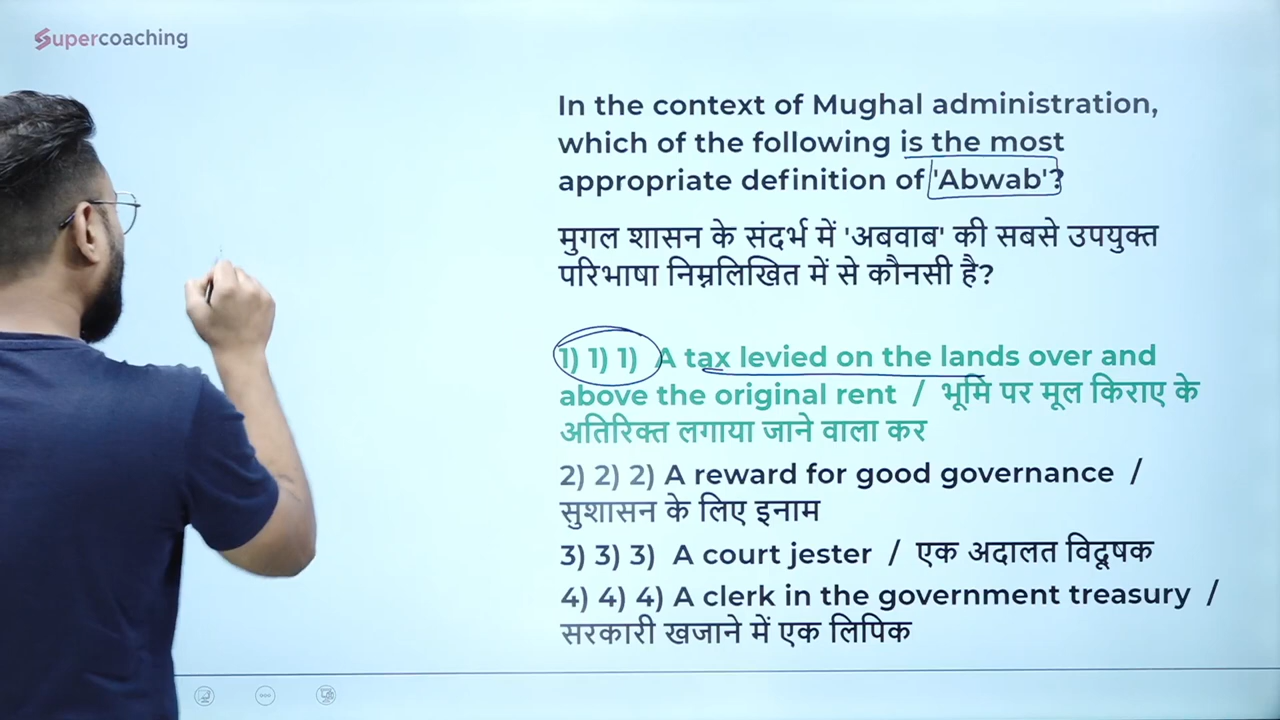 Supercoaching
In the context of Mughal administration,
which of the following is the most
appropriate definition of 'Abwab'?
मुगल शासन के संदर्भ में 'अबवाब' की सबसे उपयुक्त
परिभाषा निम्नलिखित में से कौनसी है?
1) 1) 1) A tax levied on the lands over and
above the original rent / भूमि पर मूल किराए के
अतिरिक्त लगाया जाने वाला कर
2) 2) 2) A reward for good governance /
सुशासन के लिए इनाम
3) 3) 3) A court jester / एक अदालत विदूषक
4) 4) 4) A clerk in the government treasury /
सरकारी खजाने में एक लिपिक